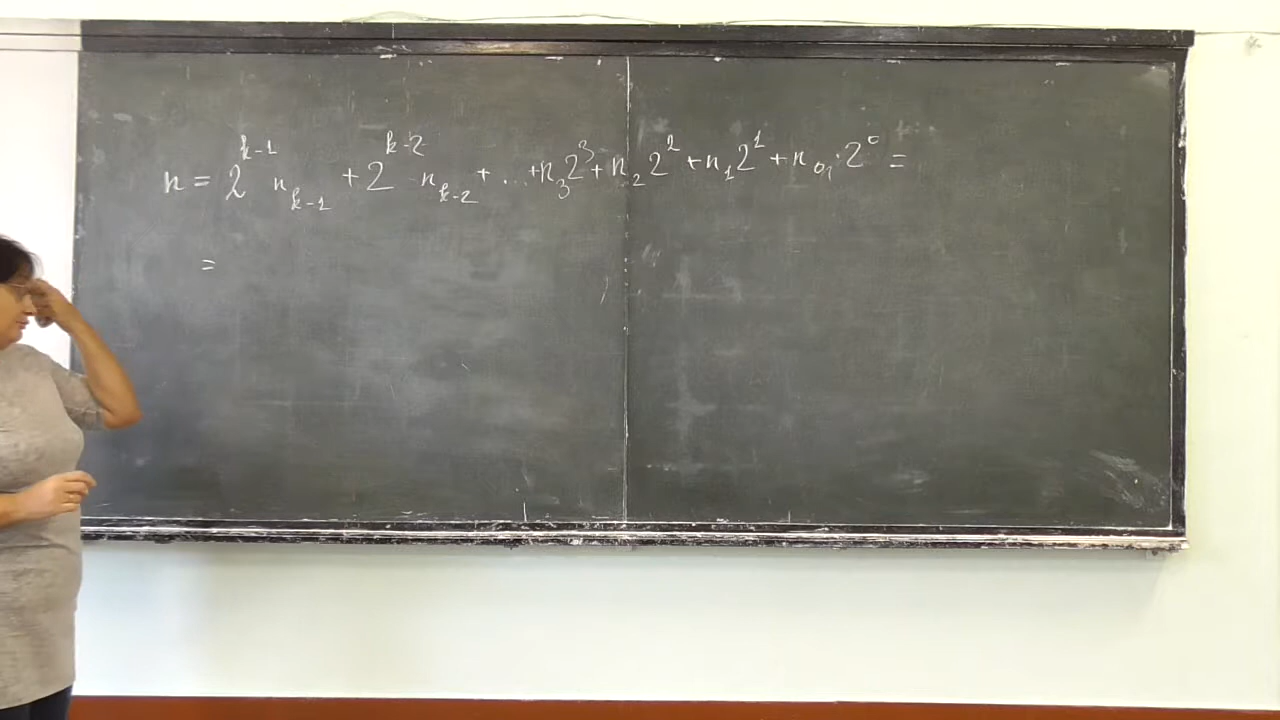 n = 2^{k-1} n_{k-1} + 2^{k-2} n_{k-2} + ... + n_3 2^3 + n_2 2^2 + n_1 2^1 + n_0 · 2^0 =
=